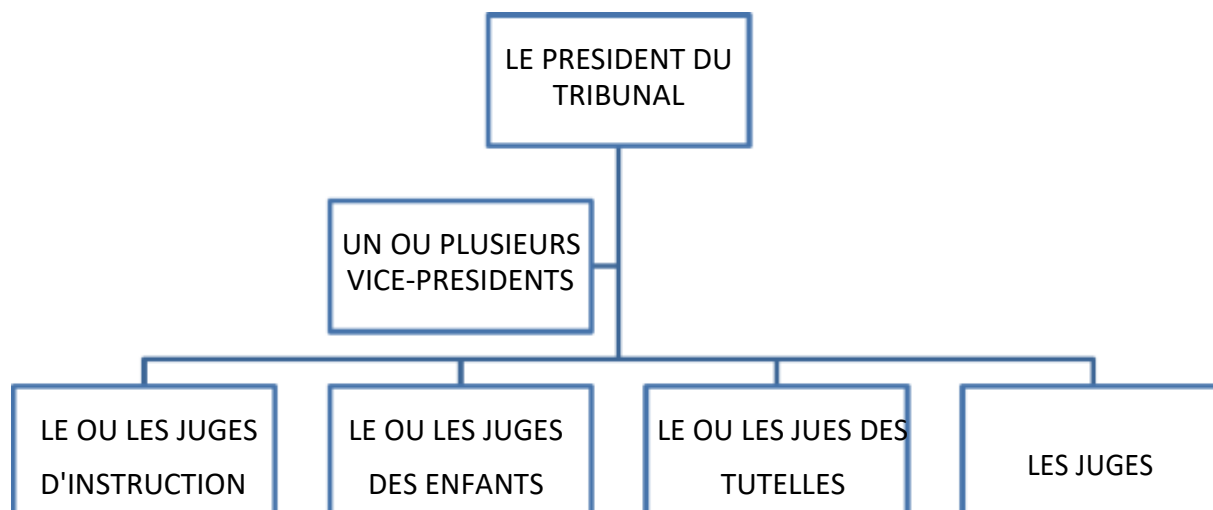 LE PRESIDENT DU
TRIBUNAL
UN OU PLUSIEURS
VICE-PRESIDENTS
LE OU LES JUGES
D'INSTRUCTION
LE OU LES JUGES
DES ENFANTS
LE OU LES JUES DES
TUTELLES
LES JUGES